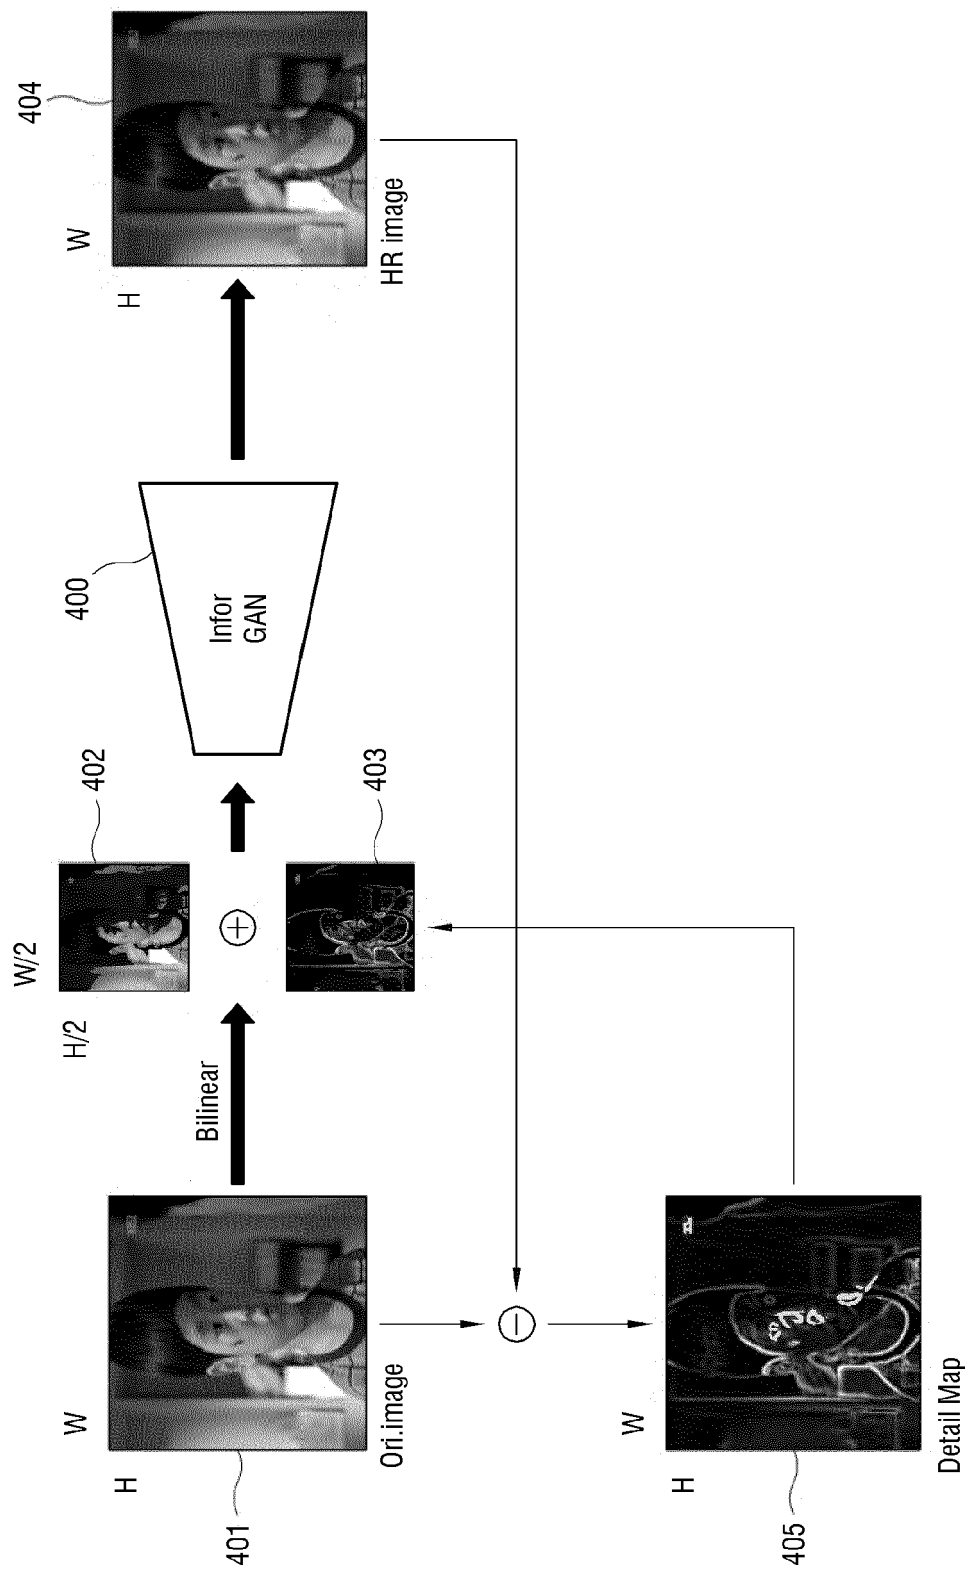 401
H
W
Ori.image
Bilinear
W/2
H/2
402
403
400
Infor
GAN
404
W
H
HR image
405
H
W
Detail Map